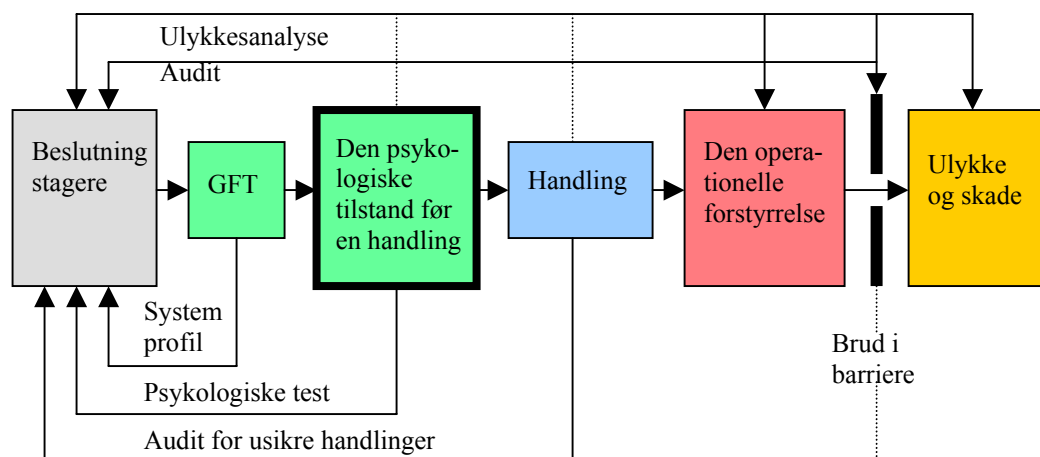 Ulykkesanalyse
Audit
Beslutning
stagere
GFT
Den psyko-
logiske
tilstand før
en handling
Handling
Den opera-
tionelle
forstyrrelse
Ulykke
og skade
System
profil
Brud i
barriere
Psykologiske test
Audit for usikre handlinger